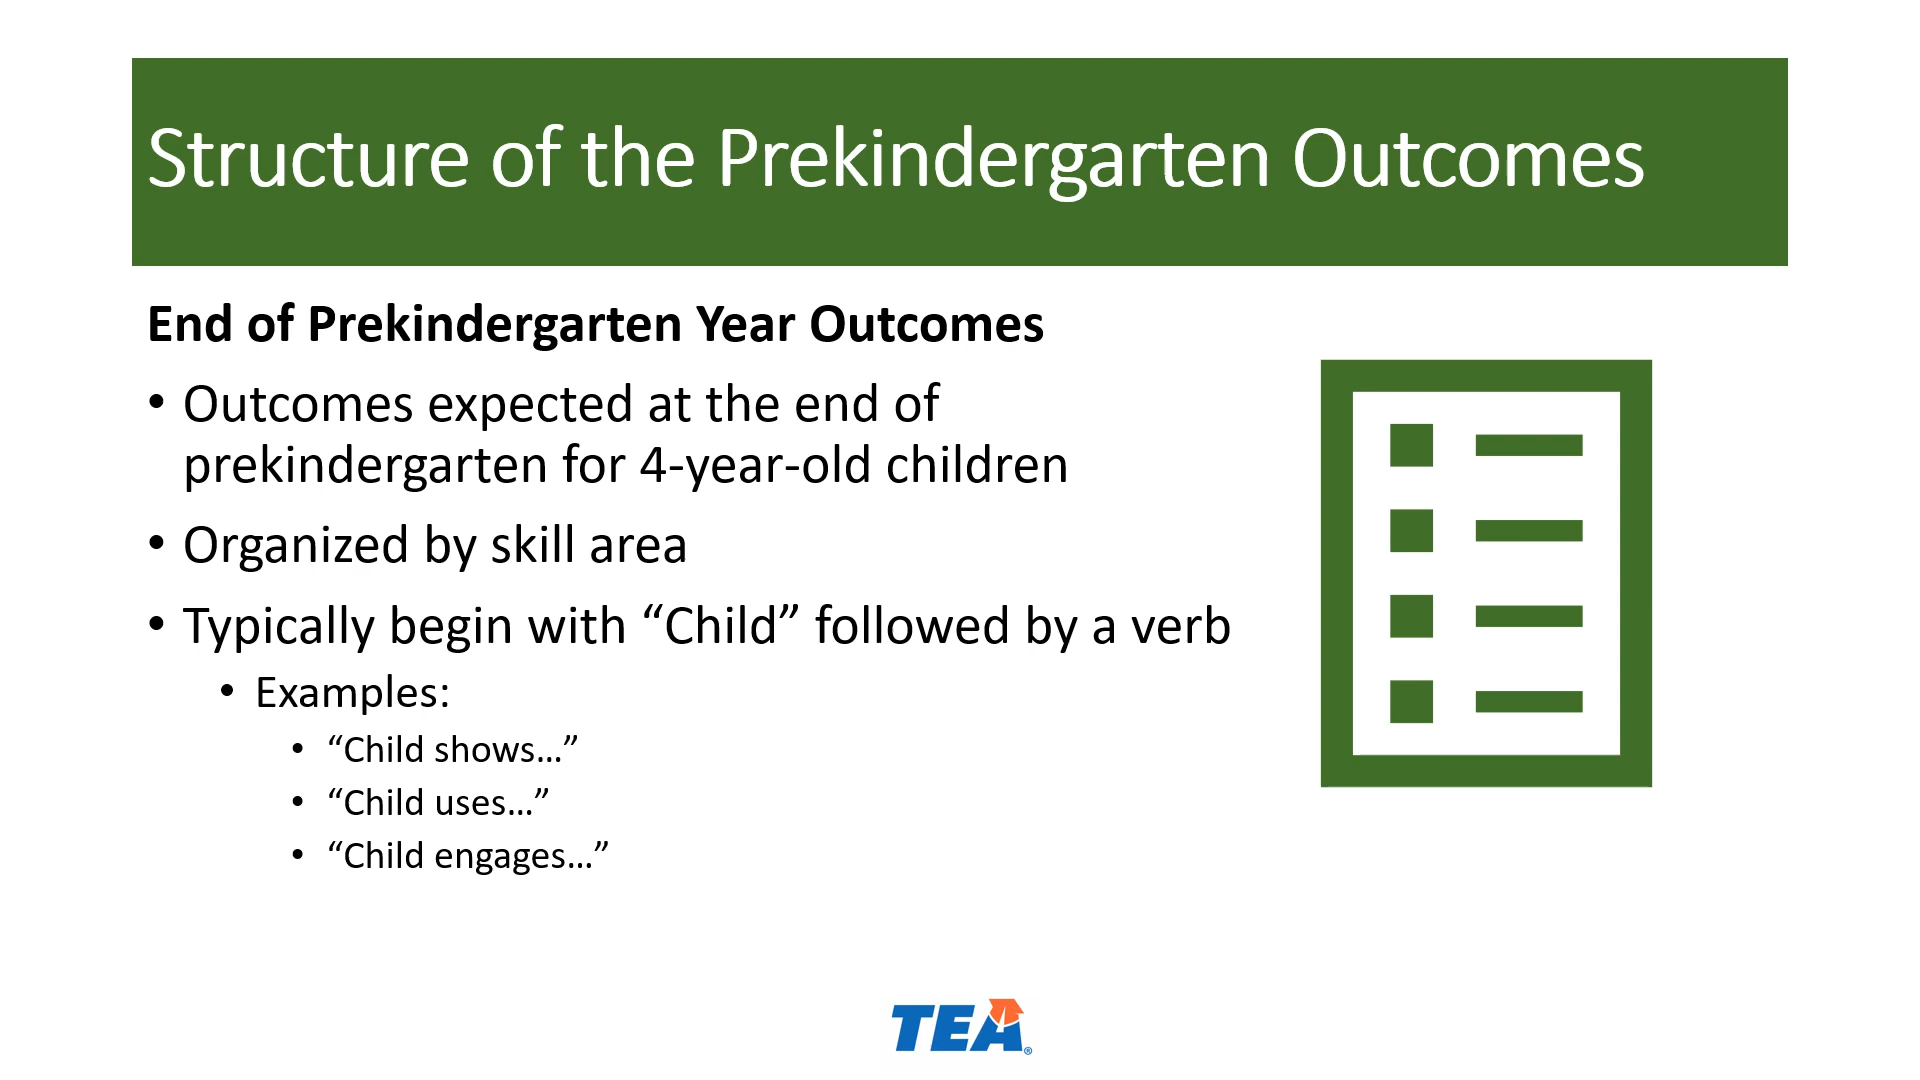 Structure of the Prekindergarten Outcomes
End of Prekindergarten Year Outcomes
• Outcomes expected at the end of
prekindergarten for 4-year-old children
• Organized by skill area
• Typically begin with “Child” followed by a verb
• Examples:
• “Child shows…”
• “Child uses…”
• “Child engages…”
TEA®